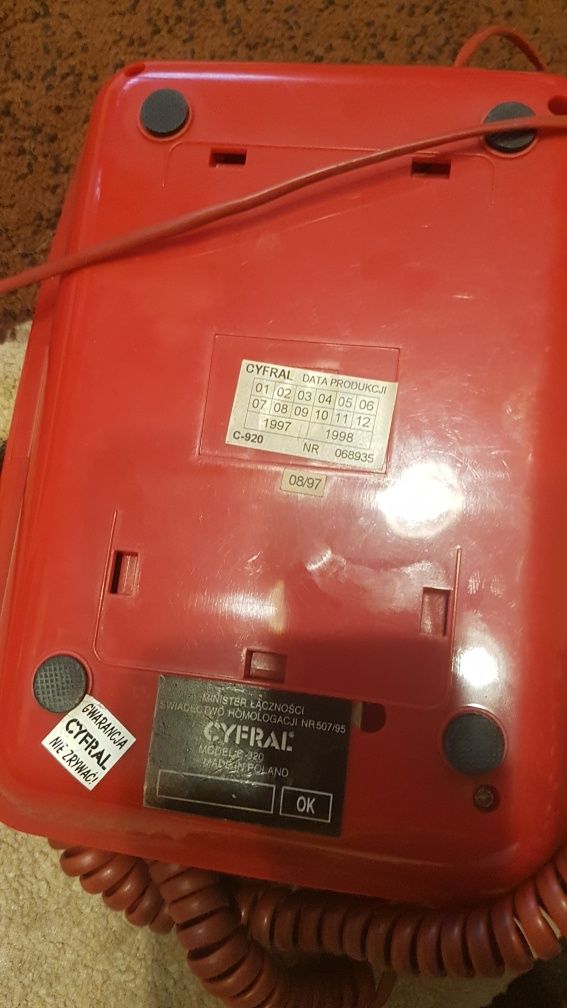 CYFRAL DATA PRODUKCJI
01 02 03 04 05 06
07 08 09 10 11 12
1997 1998
C-920 NR 068935
08/97
MINISTER ŁĄCZNOŚCI
ŚWIADECTWO HOMOLOGACJI NR 507/95
CYFRAL
MODEL C-920
MADE IN POLAND
OK
GWARANCJA
CYFRAL
NIE ZRYWAĆ!